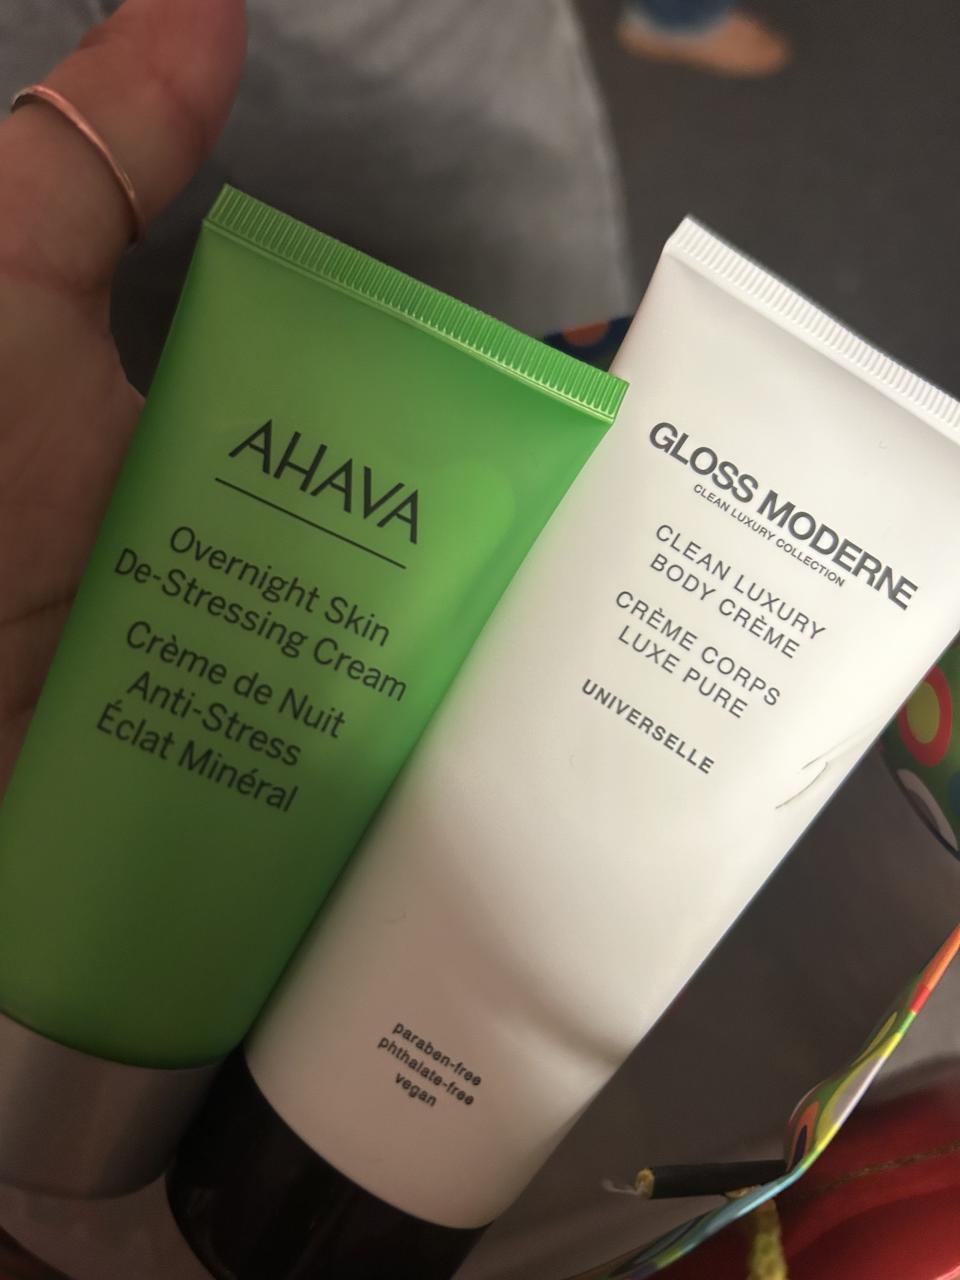 AHAVA
Overnight Skin
De-Stressing Cream
Crème de Nuit
Anti-Stress
Éclat Minéral
GLOSS MODERNE
CLEAN LUXURY COLLECTION
CLEAN LUXURY
BODY CRÈME
CRÈME CORPS
LUXE PURE
UNIVERSELLE
paraben-free
phthalate-free
vegan